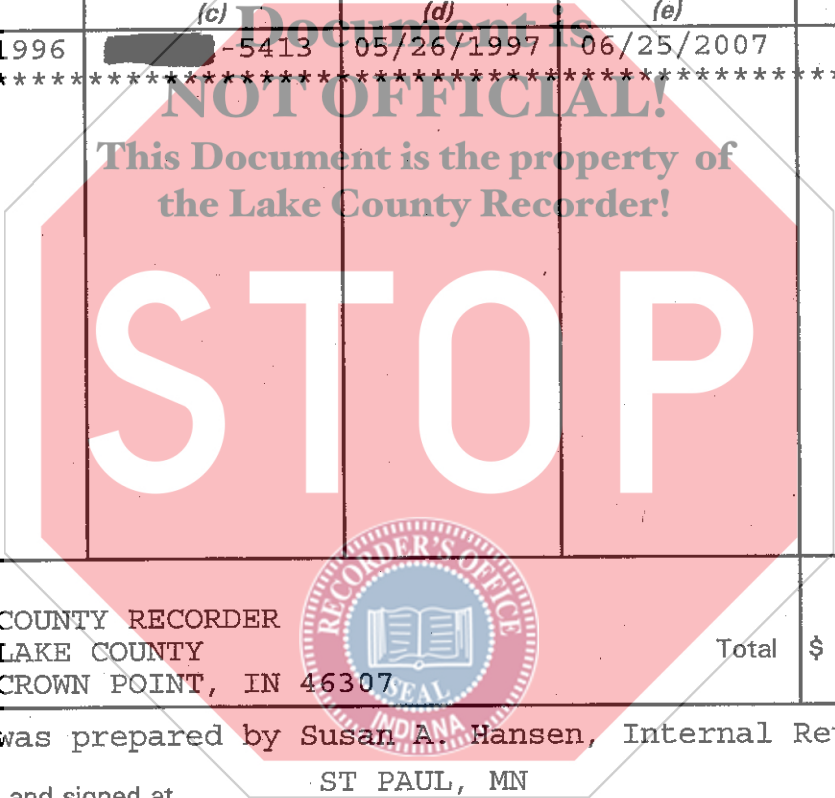 (c) (d) (e)
Document is
1996 -5413 05/26/1997 06/25/2007
****************************************************
NOT OFFICIAL!
This Document is the property of
the Lake County Recorder!
STOP
RECORDER'S OFFICE
SEAL
INDIANA
COUNTY RECORDER
LAKE COUNTY
CROWN POINT, IN 46307
Total $
was prepared by Susan A. Hansen, Internal Re
ST PAUL, MN
and signed at